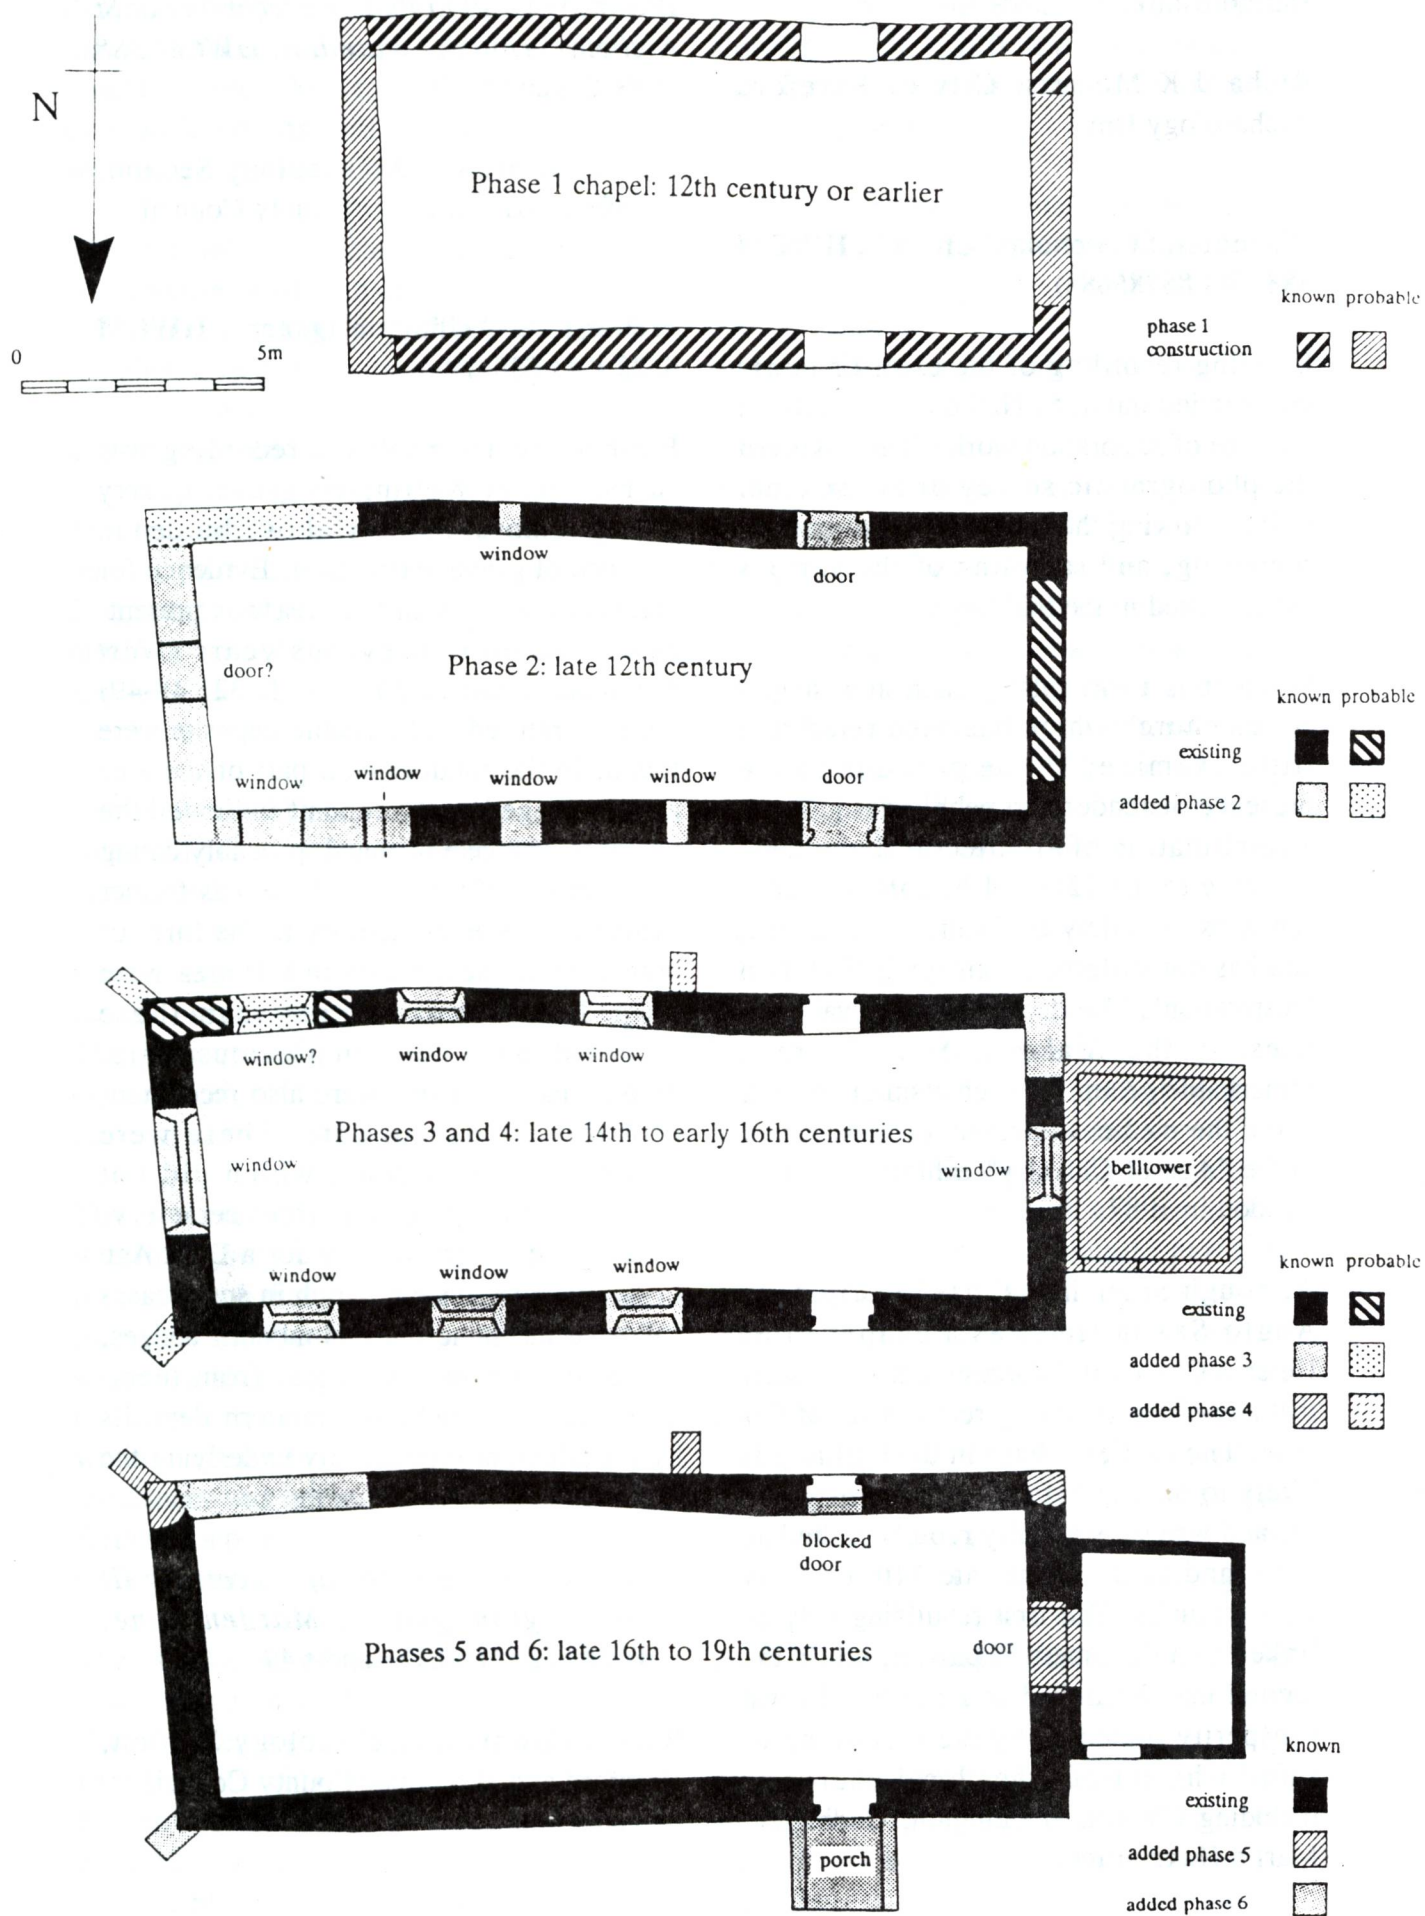 N
0 5m
Phase 1 chapel: 12th century or earlier
known probable
phase 1
construction
window
door
door?
Phase 2: late 12th century
window
window
window
window
door
known probable
existing
added phase 2
window?
window
window
Phases 3 and 4: late 14th to early 16th centuries
window
window
belltower
window
window
window
known probable
existing
added phase 3
added phase 4
blocked
door
Phases 5 and 6: late 16th to 19th centuries
door
porch
known
existing
added phase 5
added phase 6